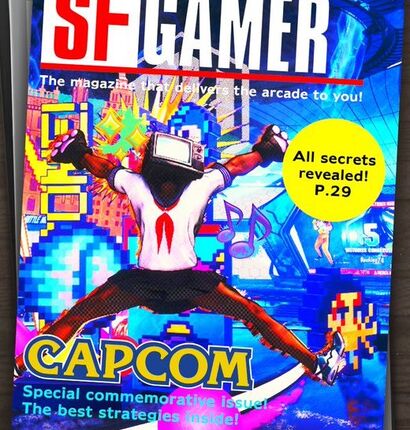 SF GAMER
The magazine that delivers the arcade to you!
All secrets
revealed!
P.29
5
CAPCOM
Special commemorative issue!
The best strategies inside!